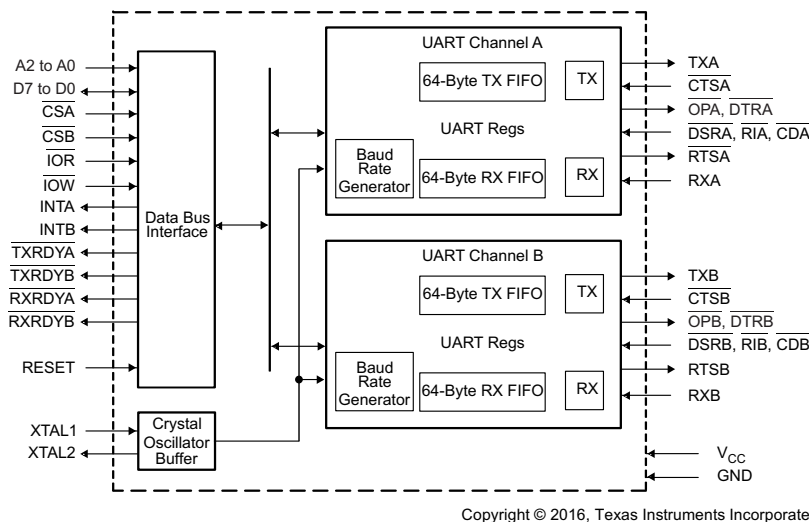 A2 to A0
D7 to D0
CSA
CSB
IOR
IOW
INTA
INTB
TXRDYA
TXRDYB
RXRDYA
RXRDYB
RESET
XTAL1
XTAL2
Data Bus
Interface
Crystal
Oscillator
Buffer
UART Channel A
64-Byte TX FIFO
TX
UART Regs
Baud
Rate
Generator
64-Byte RX FIFO
RX
UART Channel B
64-Byte TX FIFO
TX
UART Regs
Baud
Rate
Generator
64-Byte RX FIFO
RX
TXA
CTSA
OPA, DTRA
DSRA, RIA, CDA
RTSA
RXA
TXB
CTSB
OPB, DTRB
DSRB, RIB, CDB
RTSB
RXB
VCC
GND
Copyright © 2016, Texas Instruments Incorporate